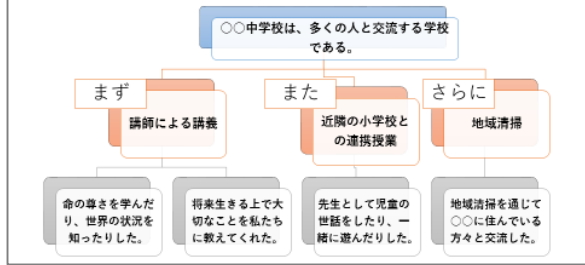 ○○中学校は、多くの人と交流する学校
である。
まず
また
さらに
講師による講義
近隣の小学校と
の連携授業
地域清掃
命の尊さを学んだ
り、世界の状況を
知ったりした。
将来生きる上で大
切なことを私たち
に教えてくれた。
先生として児童の
世話をしたり、一
緒に遊んだりした。
地域清掃を通じて
○○に住んでいる
方々と交流した。